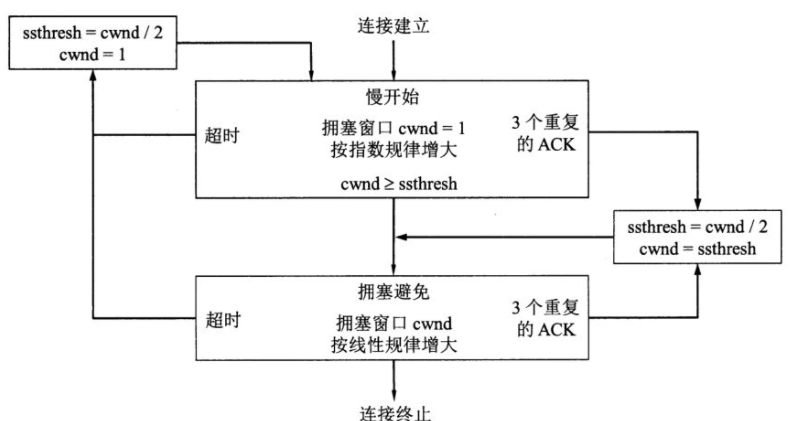 ssthresh = cwnd / 2
cwnd = 1
连接建立
慢开始
超时
拥塞窗口 cwnd = 1
按指数规律增大
3 个重复
的 ACK
cwnd ≥ ssthresh
ssthresh = cwnd / 2
cwnd = ssthresh
拥塞避免
超时
拥塞窗口 cwnd
按线性规律增大
3 个重复
的 ACK
连接终止